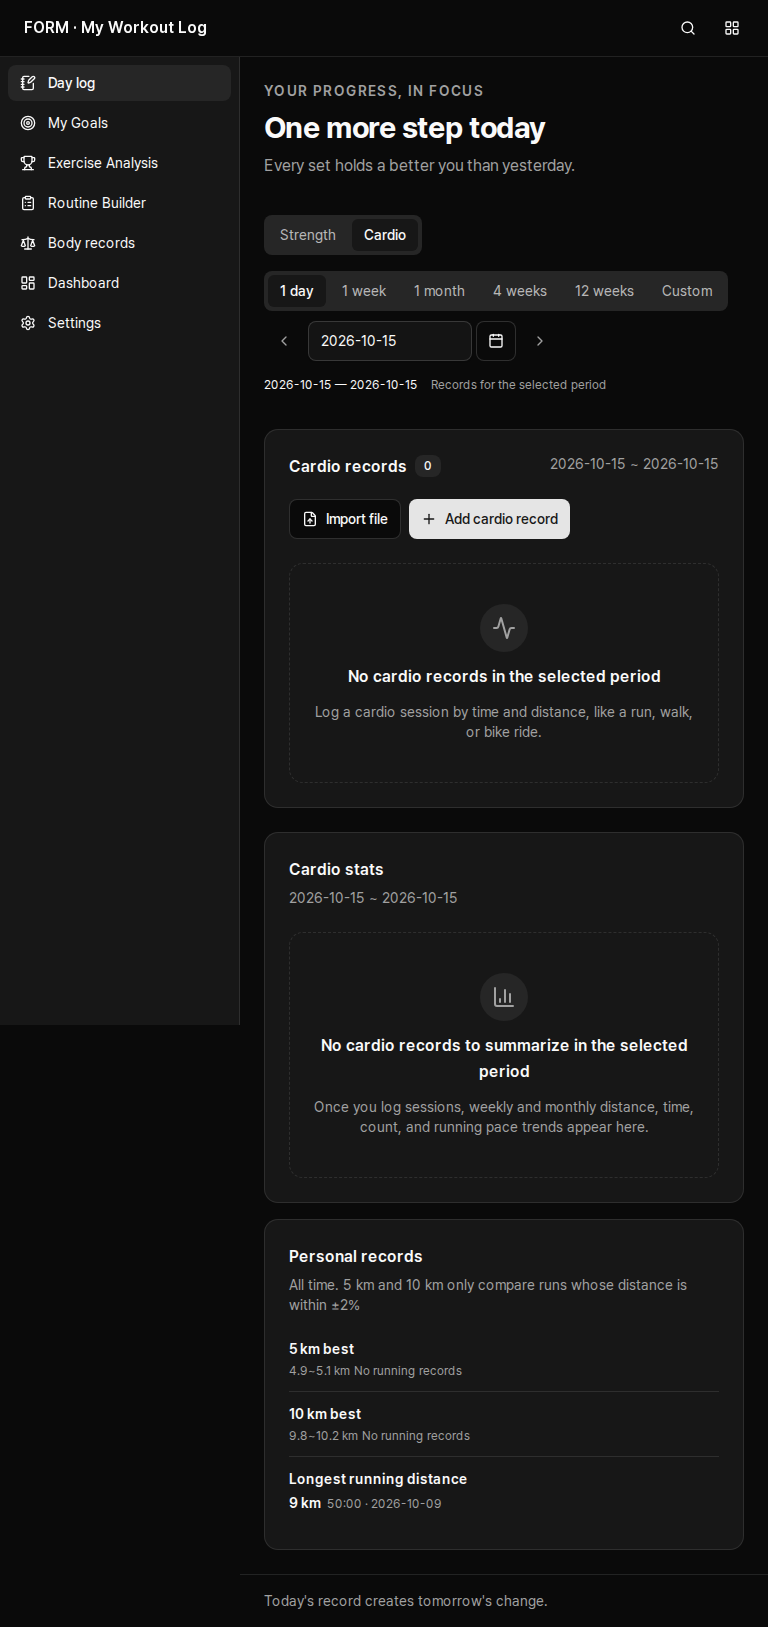 FORM · My Workout Log
Day log
My Goals
Exercise Analysis
Routine Builder
Body records
Dashboard
Settings
YOUR PROGRESS, IN FOCUS
One more step today
Every set holds a better you than yesterday.
Strength Cardio
1 day 1 week 1 month 4 weeks 12 weeks Custom
2026-10-15
2026-10-15 — 2026-10-15 Records for the selected period
Cardio records 0 2026-10-15 ~ 2026-10-15
Import file Add cardio record
No cardio records in the selected period
Log a cardio session by time and distance, like a run, walk,
or bike ride.
Cardio stats
2026-10-15 ~ 2026-10-15
No cardio records to summarize in the selected
period
Once you log sessions, weekly and monthly distance, time,
count, and running pace trends appear here.
Personal records
All time. 5 km and 10 km only compare runs whose distance is
within ±2%
5 km best
4.9–5.1 km No running records
10 km best
9.8–10.2 km No running records
Longest running distance
9 km 50:00 · 2026-10-09
Today's record creates tomorrow's change.